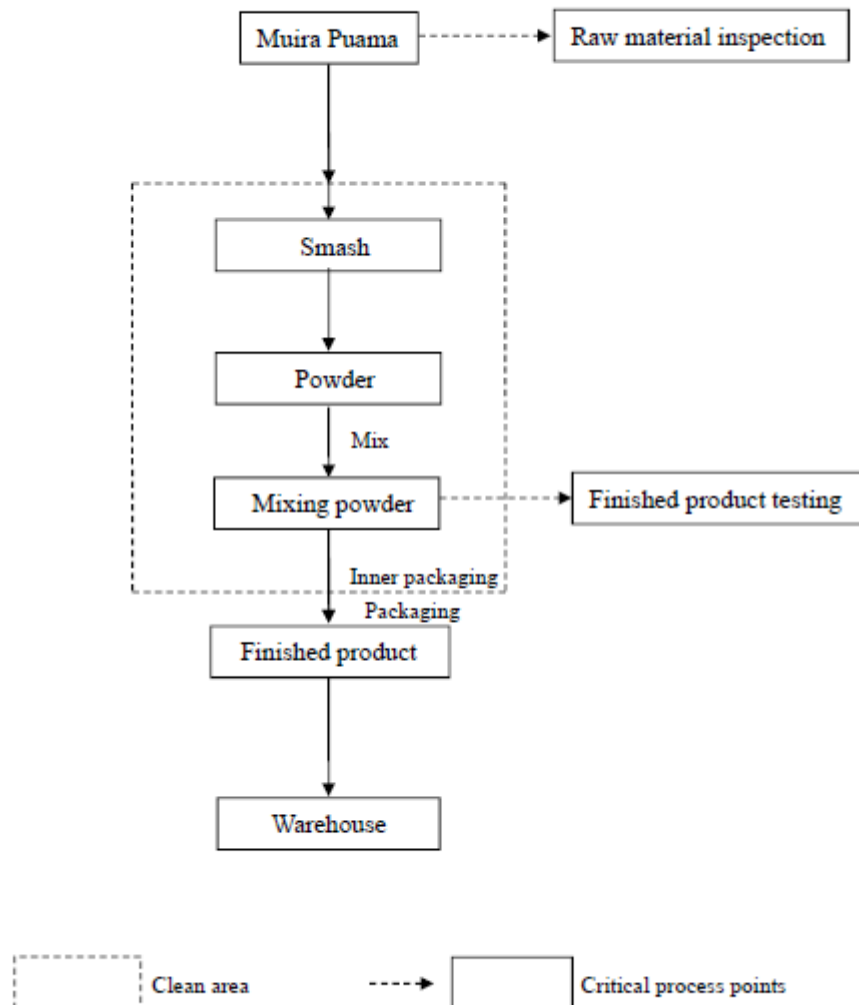 Muira Puama
Raw material inspection
Smash
Powder
Mix
Mixing powder
Finished product testing
Inner packaging
Packaging
Finished product
Warehouse
Clean area
Critical process points